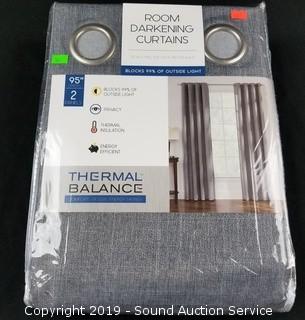 ROOM
DARKENING
CURTAINS
BLOCKS 99% OF OUTSIDE LIGHT
95"
2
PANELS
BLOCKS 99% OF
OUTSIDE LIGHT
PRIVACY
THERMAL
INSULATION
ENERGY
EFFICIENT
THERMAL
BALANCE
Copyright 2019 - Sound Auction Service